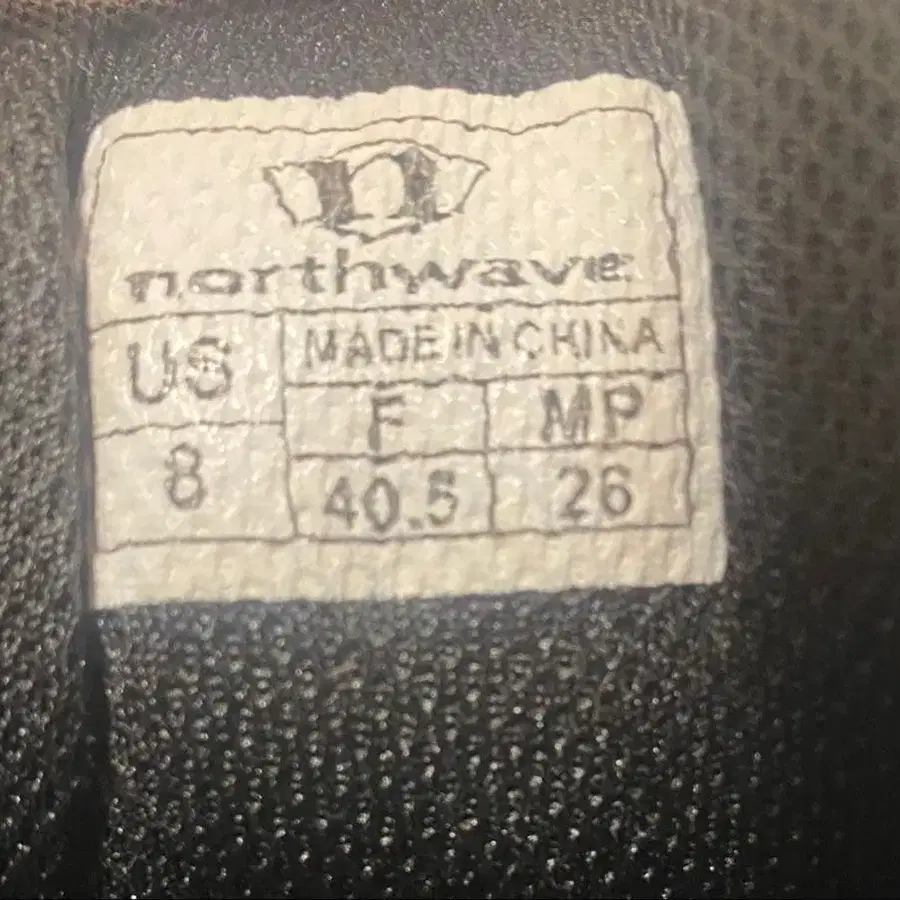 n
northwave
US MADE IN CHINA
F MP
8 40.5 26